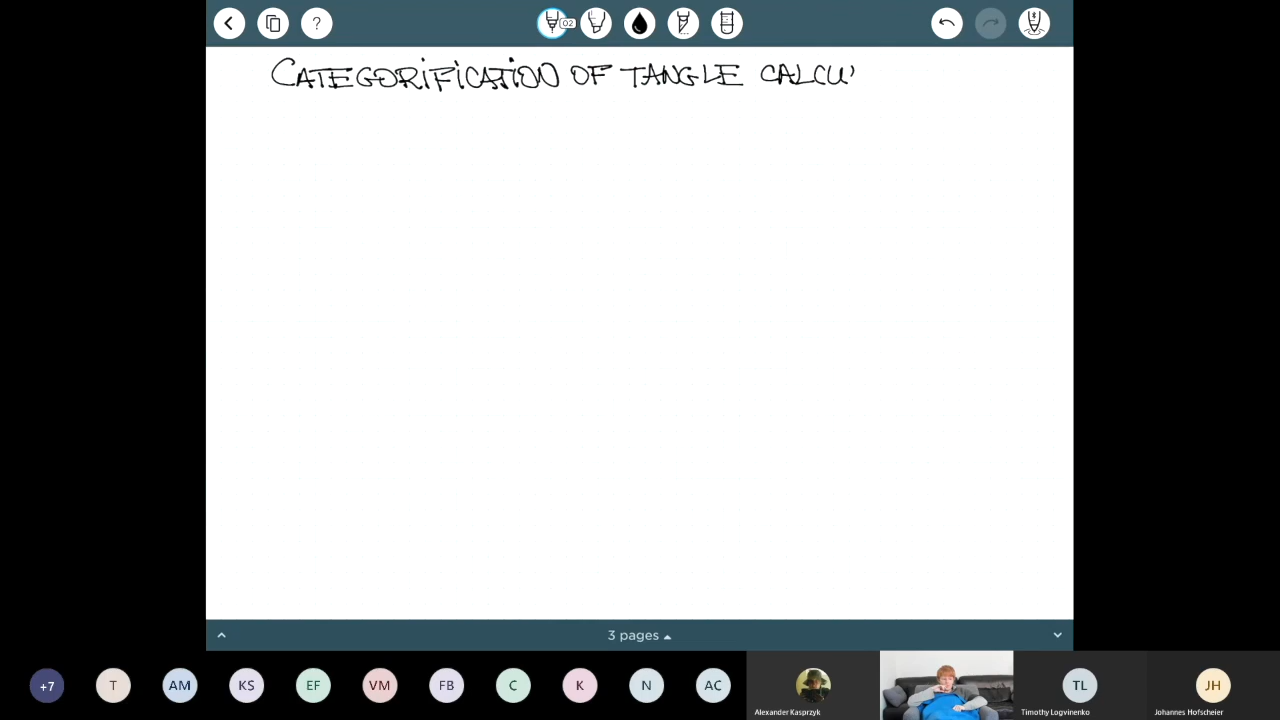 ?
02
CATEGORIFICATION OF TANGLE CALCU
3 pages
+7
T
AM
KS
EF
VM
FB
C
K
N
AC
Alexander Kasprzyk
TL
Timothy Logvinenko
JH
Johannes Hofscheier